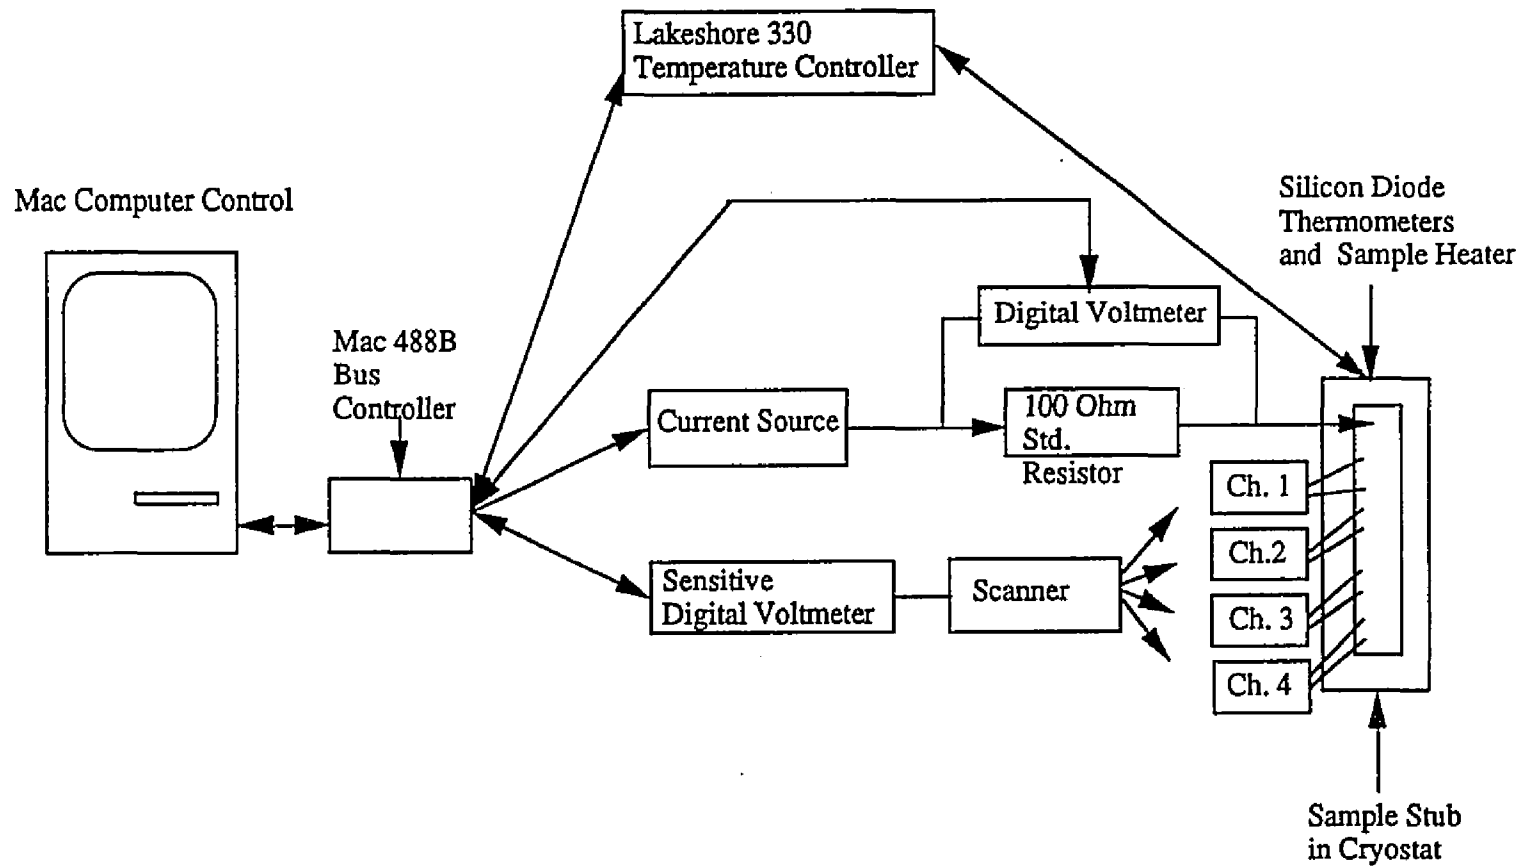 Lakeshore 330
Temperature Controller
Mac Computer Control
Silicon Diode
Thermometers
and Sample Heater
Digital Voltmeter
Mac 488B
Bus
Controller
Current Source
100 Ohm
Std.
Resistor
Ch. 1
Ch.2
Sensitive
Digital Voltmeter
Scanner
Ch. 3
Ch. 4
Sample Stub
in Cryostat